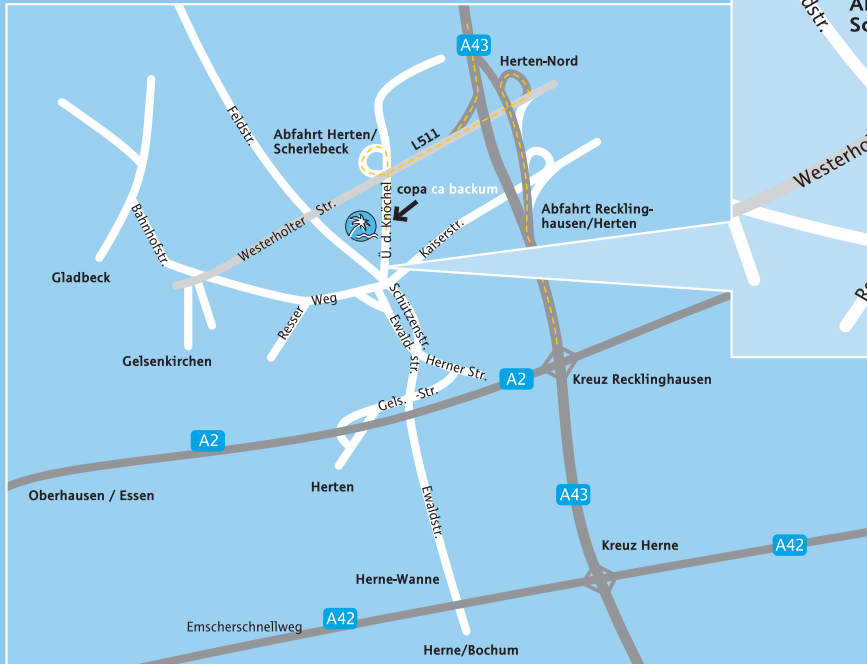 A43
Herten-Nord
Feldstr.
Abfahrt Herten/
Scherlebeck
L511
copa ca backum
Ü. d. Knöchel
Westerholter Str.
Kaiserstr.
Abfahrt Reckling-
hausen/Herten
Bahnhofstr.
Gladbeck
Resser Weg
Schützenstr.
Ewald-
str.
Gelsenkirchen
Herner Str.
A2
Kreuz Recklinghausen
Gels.-Str.
A2
Herten
Oberhausen / Essen
A43
Ewaldstr.
Kreuz Herne
A42
Herne-Wanne
A42
Emscherschnellweg
Herne/Bochum
dstr.
Westerho